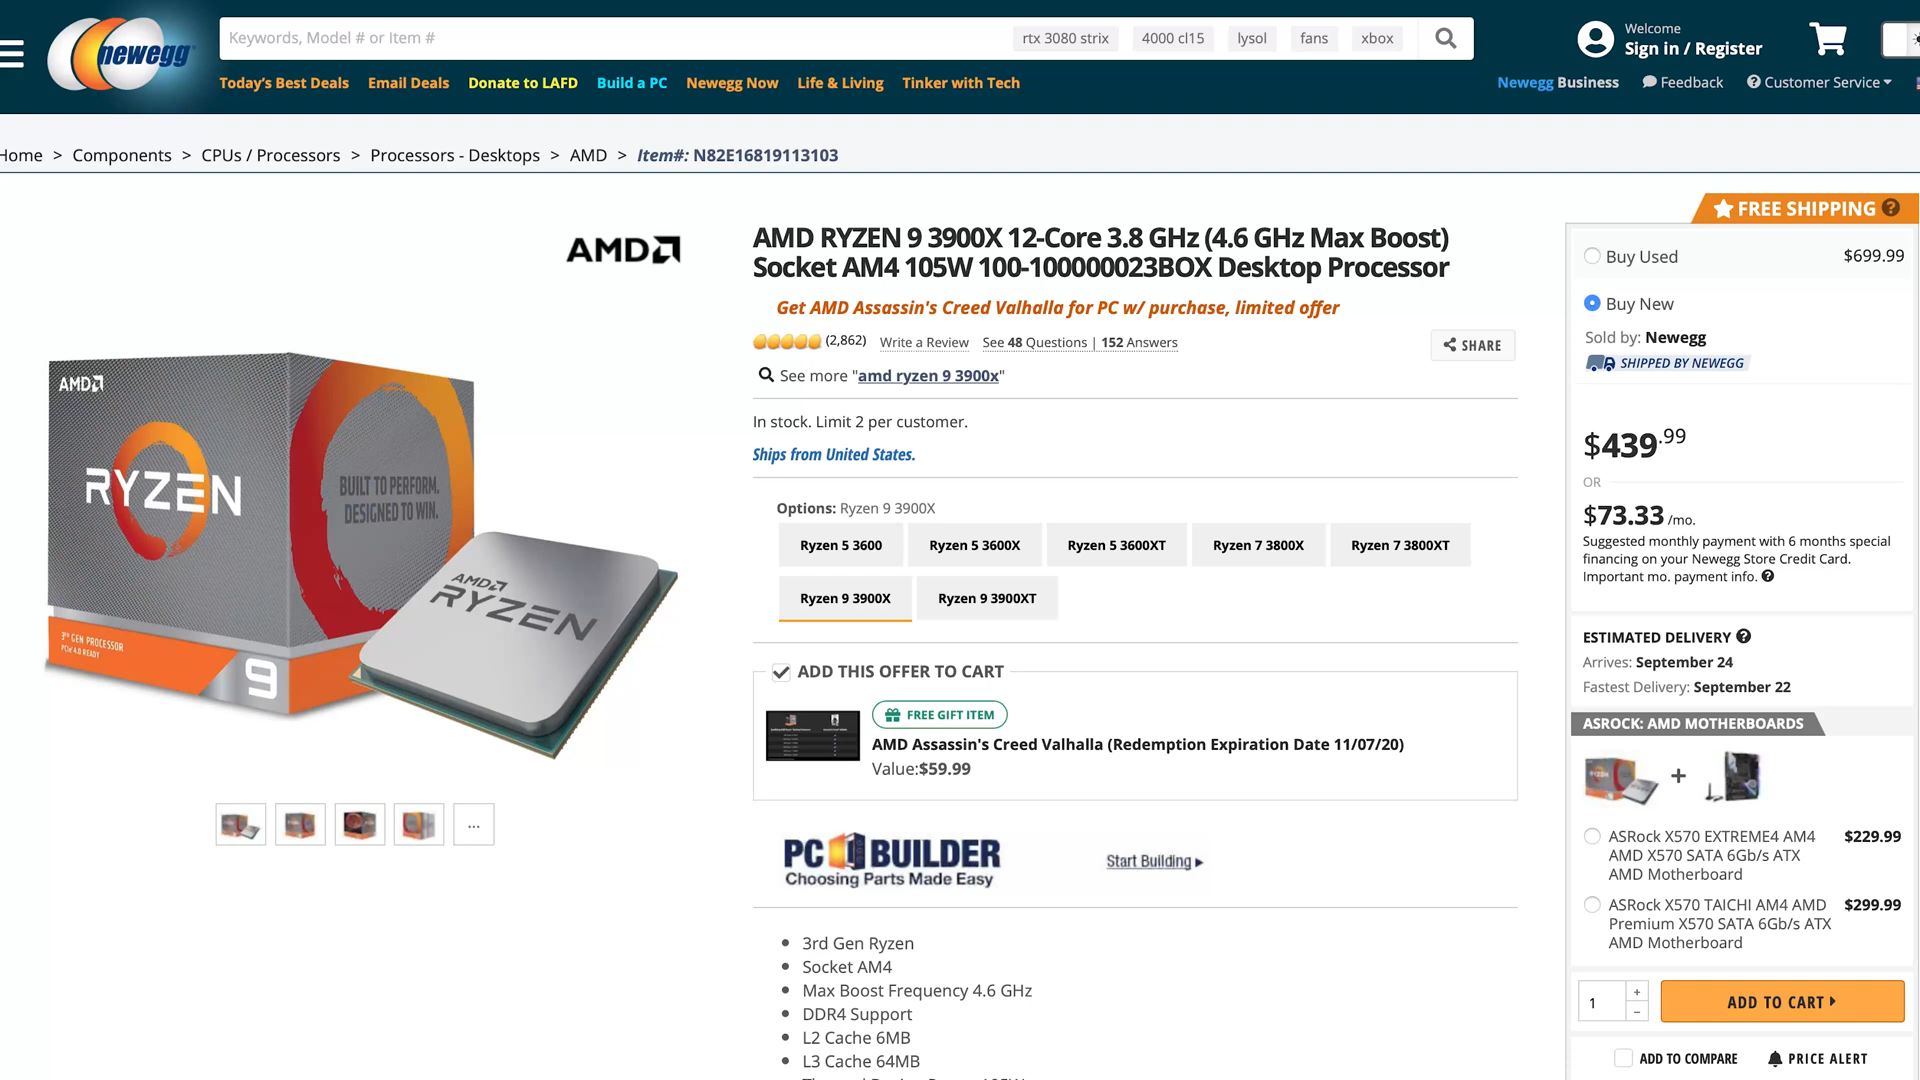 newegg
Keywords, Model # or Item #
rtx 3080 strix
4000 cl15
lysol
fans
xbox
Welcome
Sign in / Register
Today's Best Deals
Email Deals
Donate to LAFD
Build a PC
Newegg Now
Life & Living
Tinker with Tech
Newegg Business
Feedback
Customer Service
Home > Components > CPUs / Processors > Processors - Desktops > AMD > Item#: N82E16819113103
AMD
AMD
RYZEN
BUILT TO PERFORM.
DESIGNED TO WIN.
3RD GEN PROCESSOR
PCIe 4.0 READY
9
AMD
RYZEN
...
AMD RYZEN 9 3900X 12-Core 3.8 GHz (4.6 GHz Max Boost)
Socket AM4 105W 100-100000023BOX Desktop Processor
Get AMD Assassin's Creed Valhalla for PC w/ purchase, limited offer
(2,862)
Write a Review
See 48 Questions | 152 Answers
SHARE
See more "amd ryzen 9 3900x"
In stock. Limit 2 per customer.
Ships from United States.
Options: Ryzen 9 3900X
Ryzen 5 3600
Ryzen 5 3600X
Ryzen 5 3600XT
Ryzen 7 3800X
Ryzen 7 3800XT
Ryzen 9 3900X
Ryzen 9 3900XT
ADD THIS OFFER TO CART
FREE GIFT ITEM
AMD Assassin's Creed Valhalla (Redemption Expiration Date 11/07/20)
Value:$59.99
PC BUILDER
Choosing Parts Made Easy
Start Building
3rd Gen Ryzen
Socket AM4
Max Boost Frequency 4.6 GHz
DDR4 Support
L2 Cache 6MB
L3 Cache 64MB
FREE SHIPPING
Buy Used
$699.99
Buy New
Sold by: Newegg
SHIPPED BY NEWEGG
$439.99
OR
$73.33 /mo.
Suggested monthly payment with 6 months special
financing on your Newegg Store Credit Card.
Important mo. payment info.
ESTIMATED DELIVERY
Arrives: September 24
Fastest Delivery: September 22
ASROCK: AMD MOTHERBOARDS
+
ASRock X570 EXTREME4 AM4 $229.99
AMD X570 SATA 6Gb/s ATX
AMD Motherboard
ASRock X570 TAICHI AM4 AMD $299.99
Premium X570 SATA 6Gb/s ATX
AMD Motherboard
1
+
-
ADD TO CART
ADD TO COMPARE
PRICE ALERT